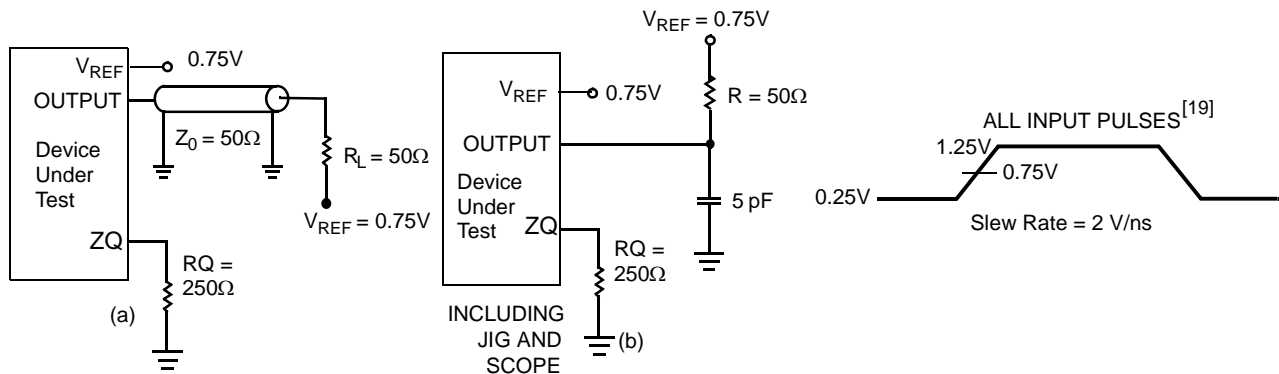 V_REF
0.75V
OUTPUT
Z_0 = 50Ω
Device
Under
Test
R_L = 50Ω
V_REF = 0.75V
ZQ
RQ =
250Ω
(a)
V_REF = 0.75V
R = 50Ω
V_REF
0.75V
OUTPUT
Device
Under
Test
5 pF
ZQ
RQ =
250Ω
INCLUDING
JIG AND
SCOPE
(b)
ALL INPUT PULSES[19]
1.25V
0.75V
0.25V
Slew Rate = 2 V/ns